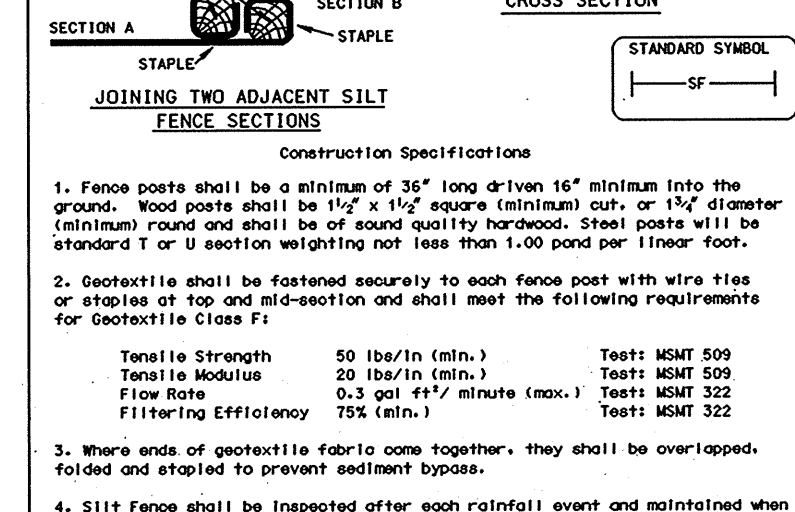 SECTION B
CROSS SECTION
SECTION A
STAPLE
STANDARD SYMBOL
STAPLE
SF
JOINING TWO ADJACENT SILT
FENCE SECTIONS
Construction Specifications
1. Fence posts shall be a minimum of 36" long driven 16" minimum into the
ground. Wood posts shall be 1½" x 1½" square (minimum) cut, or 1¾" diameter
(minimum) round and shall be of sound quality hardwood. Steel posts will be
standard T or U section weighting not less than 1.00 pond per linear foot.
2. Geotextile shall be fastened securely to each fence post with wire ties
or staples at top and mid-section and shall meet the following requirements
for Geotextile Class F:
Tensile Strength 50 lbs/in (min.) Test: MSMT 509
Tensile Modulus 20 lbs/in (min.) Test: MSMT 509
Flow Rate 0.3 gal ft²/ minute (max.) Test: MSMT 322
Filtering Efficiency 75% (min.) Test: MSMT 322
3. Where ends of geotextile fabric come together, they shall be overlapped,
folded and stapled to prevent sediment bypass.
4. Silt Fence shall be inspected after each rainfall event and maintained when